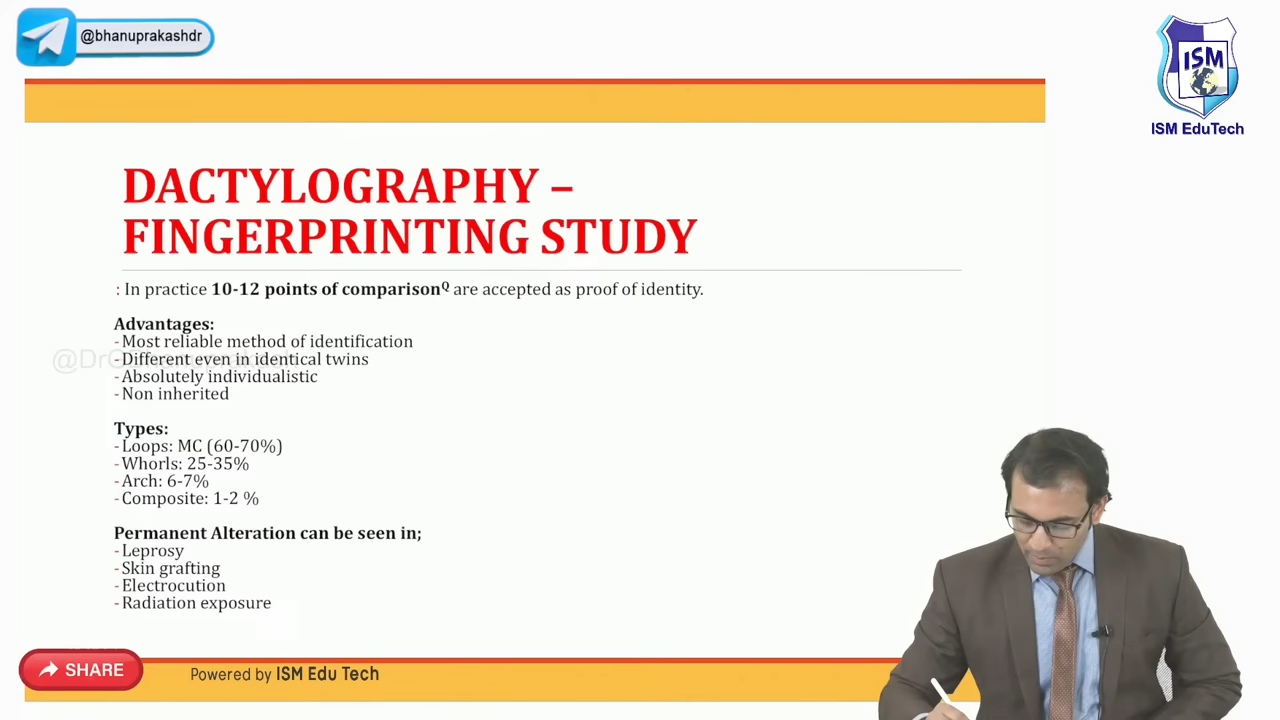 @bhanuprakashdr
ISM
ISM EduTech
DACTYLOGRAPHY –
FINGERPRINTING STUDY
: In practice 10-12 points of comparisonQ are accepted as proof of identity.
Advantages:
- Most reliable method of identification
- Different even in identical twins
- Absolutely individualistic
- Non inherited
Types:
- Loops: MC (60-70%)
- Whorls: 25-35%
- Arch: 6-7%
- Composite: 1-2 %
Permanent Alteration can be seen in;
- Leprosy
- Skin grafting
- Electrocution
- Radiation exposure
SHARE
Powered by ISM Edu Tech